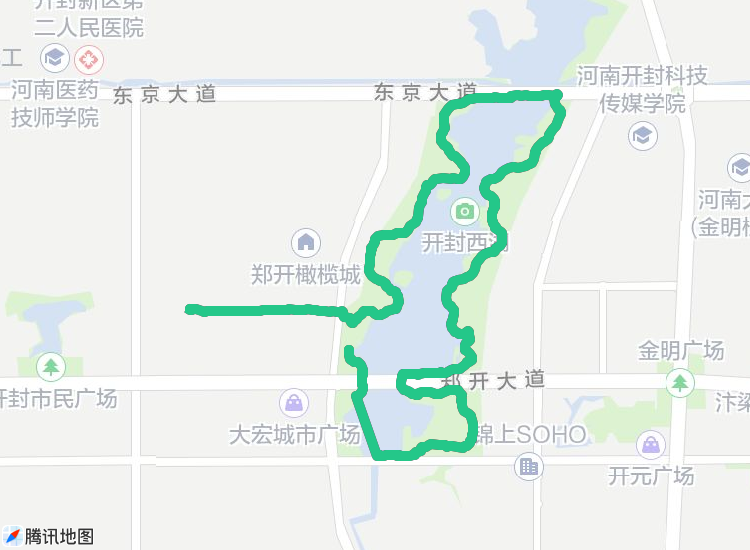 开封新区第
二人民医院
工
河南医药
技师学院
东京大道
东京大道
河南开封科技
传媒学院
河南大
(金明校
开封西湖
郑开橄榄城
金明广场
开封市民广场
郑开大道
汴梁
大宏城市广场
锦上SOHO
开元广场
腾讯地图